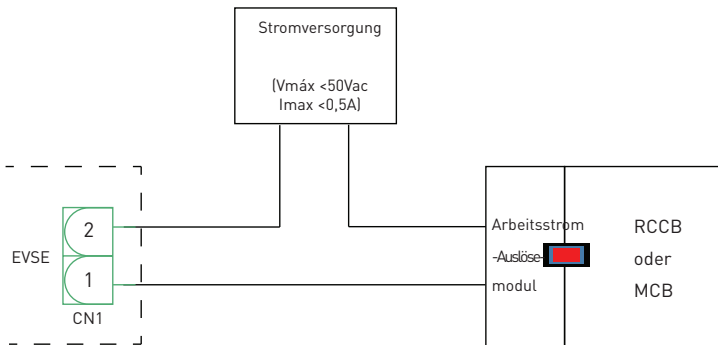 Stromversorgung
(Vmáx <50Vac
Imax <0,5A)
2
EVSE
1
CN1
Arbeitsstrom
-Auslöse-
modul
RCCB
oder
MCB